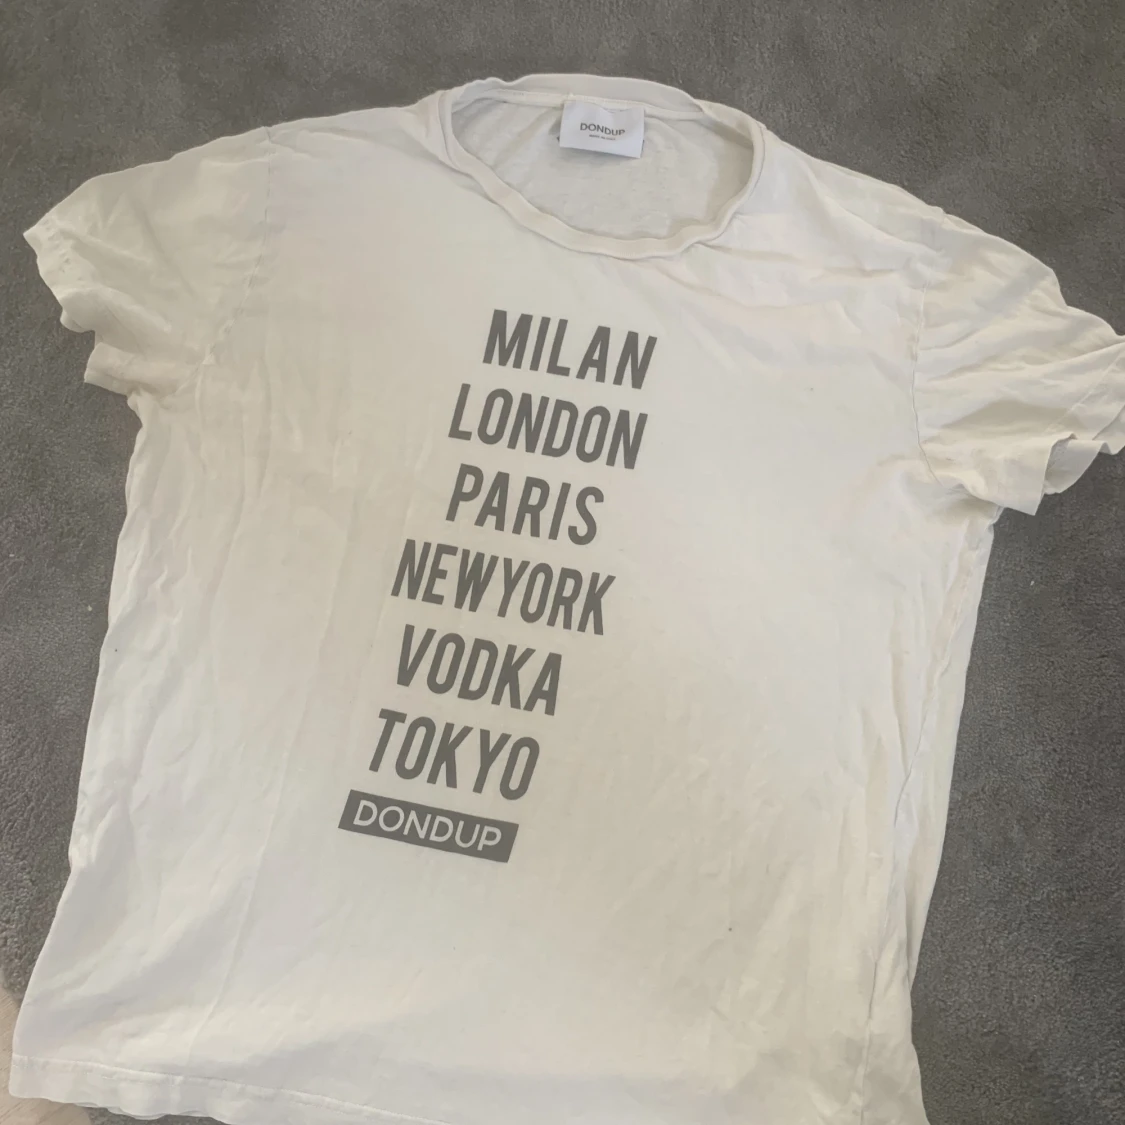 DONDUP
MILAN
LONDON
PARIS
NEWYORK
VODKA
TOKYO
DONDUP